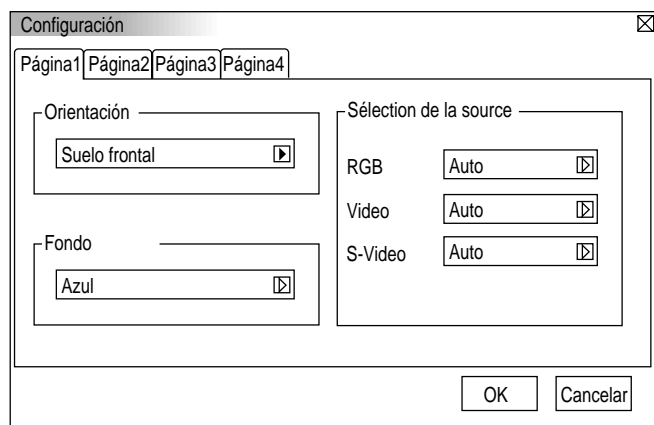 Configuración
Página1 Página2 Página3 Página4
Orientación
Suelo frontal
Fondo
Azul
Sélection de la source
RGB Auto
Video Auto
S-Video Auto
OK Cancelar